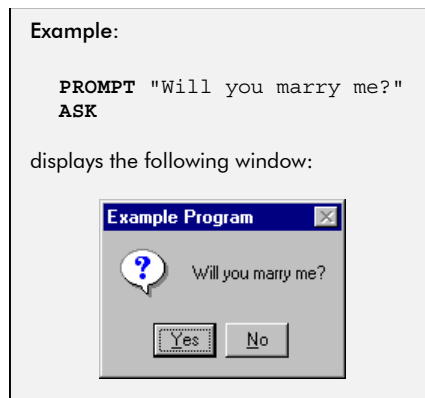 Example:
PROMPT "Will you marry me?"
ASK
displays the following window:
Example Program
?
Will you marry me?
Yes No